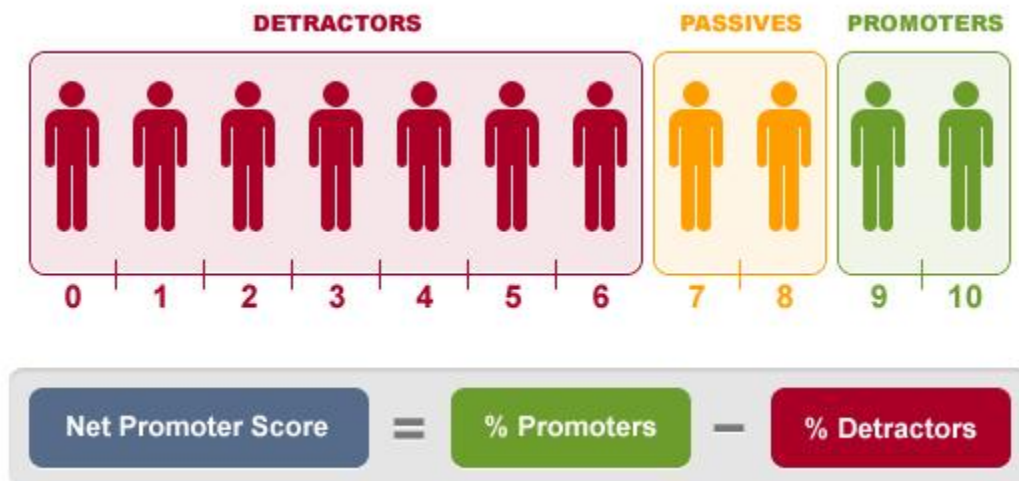 DETRACTORS PASSIVES PROMOTERS
0 1 2 3 4 5 6 7 8 9 10
Net Promoter Score = % Promoters − % Detractors